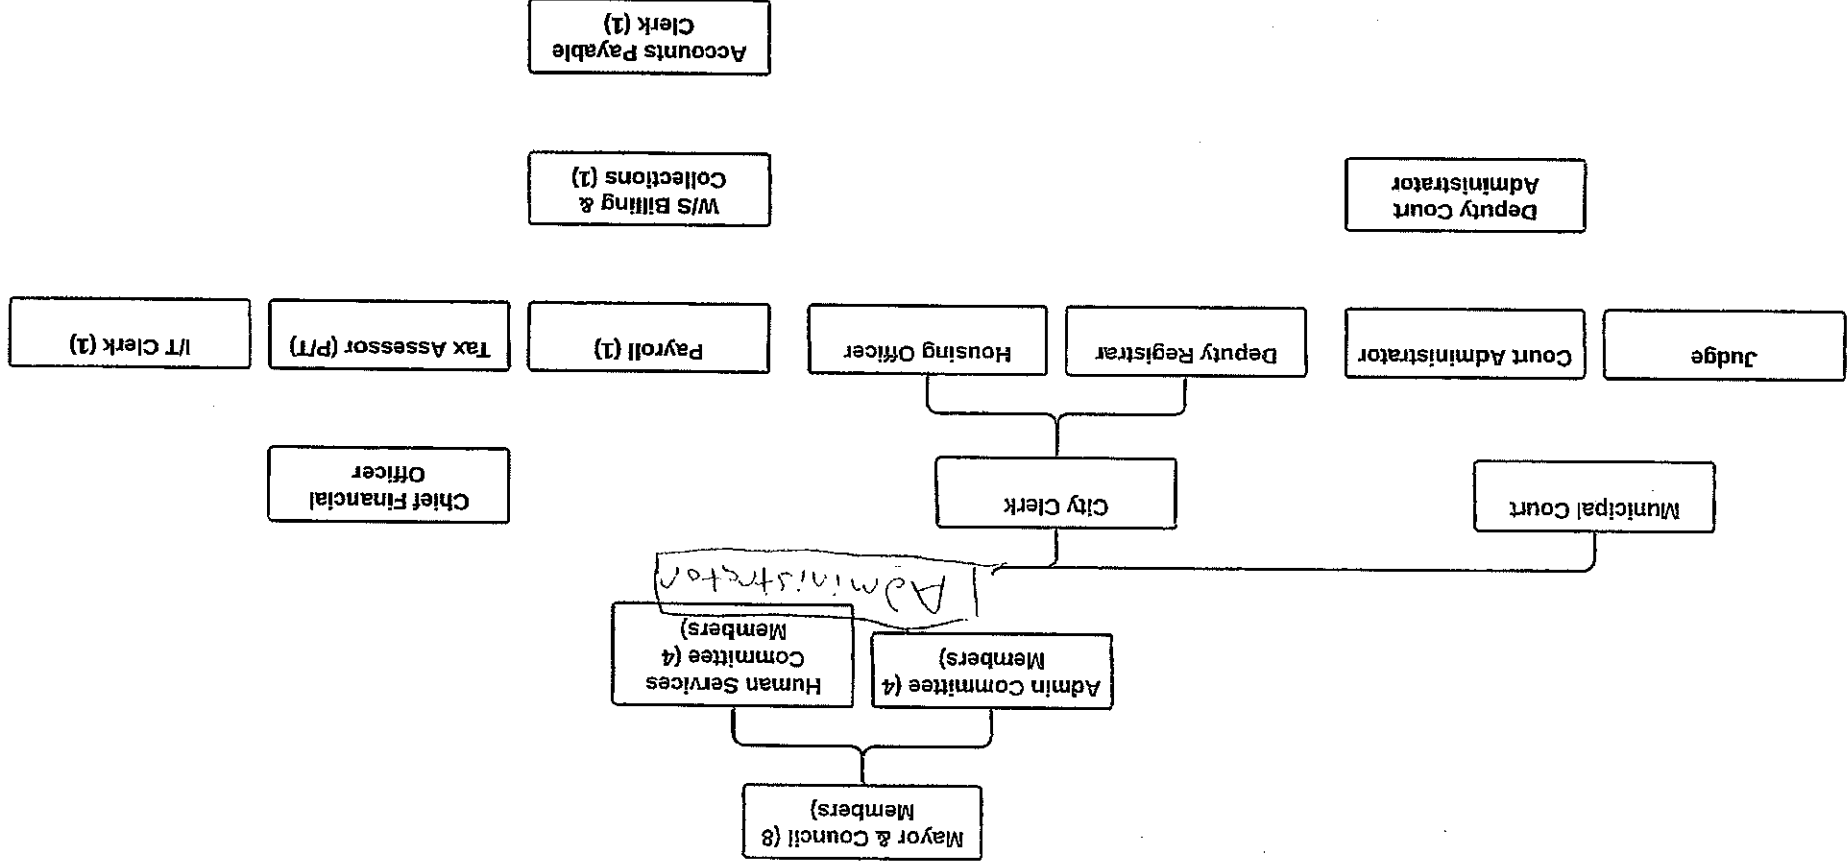 Mayor & Council (8
Members)
Admin Committee (4
Members)
Human Services
Committee (4
Members)
Administrator
Municipal Court
City Clerk
Chief Financial
Officer
Judge
Court Administrator
Deputy Registrar
Housing Officer
Payroll (1)
Tax Assessor (P/T)
I/T Clerk (1)
Deputy Court
Administrator
W/S Billing &
Collections (1)
Accounts Payable
Clerk (1)